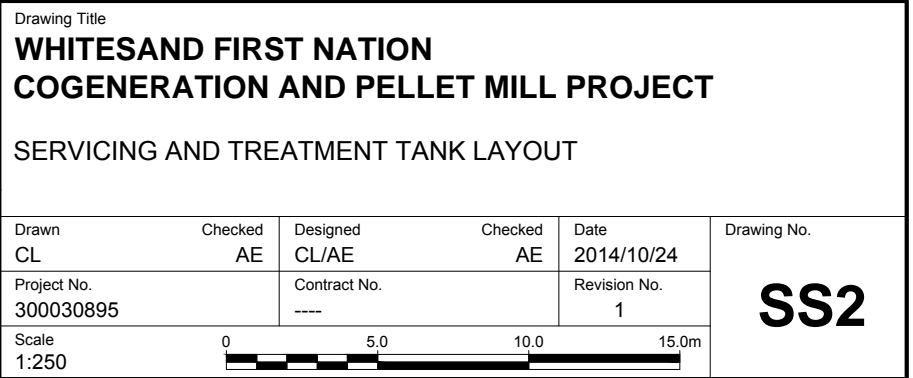 Drawing Title
WHITESAND FIRST NATION
COGENERATION AND PELLET MILL PROJECT
SERVICING AND TREATMENT TANK LAYOUT
Drawn Checked Designed Checked Date Drawing No.
CL AE CL/AE AE 2014/10/24
Project No. Contract No. Revision No.
300030895 ---- 1
SS2
Scale 0 5.0 10.0 15.0m
1:250